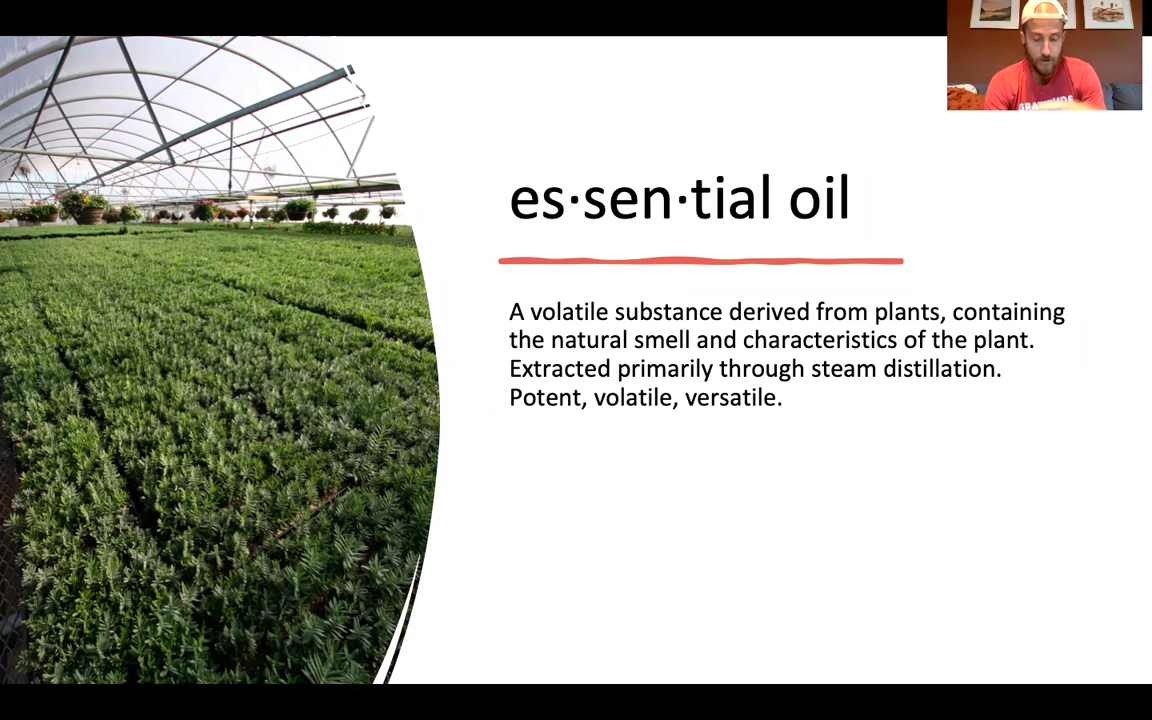 GRATITUDE
es·sen·tial oil
A volatile substance derived from plants, containing
the natural smell and characteristics of the plant.
Extracted primarily through steam distillation.
Potent, volatile, versatile.